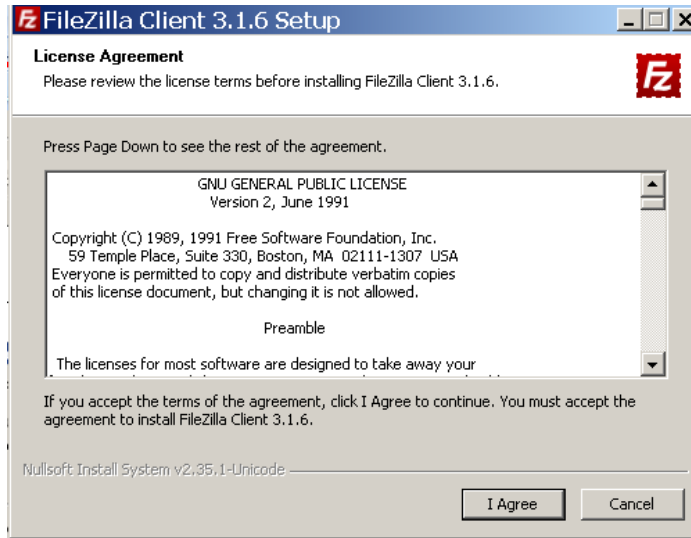 FileZilla Client 3.1.6 Setup
License Agreement
Please review the license terms before installing FileZilla Client 3.1.6.
Fz
Press Page Down to see the rest of the agreement.
GNU GENERAL PUBLIC LICENSE
Version 2, June 1991
Copyright (C) 1989, 1991 Free Software Foundation, Inc.
59 Temple Place, Suite 330, Boston, MA 02111-1307 USA
Everyone is permitted to copy and distribute verbatim copies
of this license document, but changing it is not allowed.
Preamble
The licenses for most software are designed to take away your
If you accept the terms of the agreement, click I Agree to continue. You must accept the
agreement to install FileZilla Client 3.1.6.
Nullsoft Install System v2.35.1-Unicode
I Agree Cancel